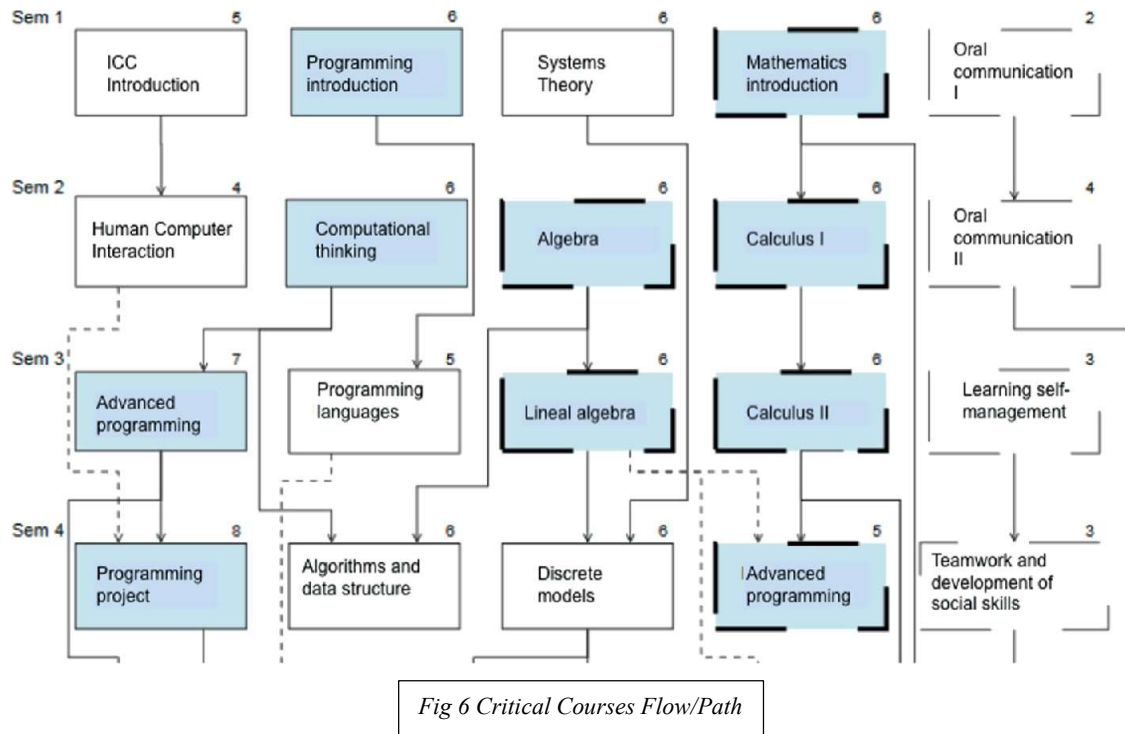 Sem 1
5
6
6
6
2
ICC
Introduction
Programming
introduction
Systems
Theory
Mathematics
introduction
Oral
communication
I
Sem 2
4
6
6
6
4
Human Computer
Interaction
Computational
thinking
Algebra
Calculus I
Oral
communication
II
Sem 3
7
5
6
6
3
Advanced
programming
Programming
languages
Lineal algebra
Calculus II
Learning self-
management
Sem 4
8
6
6
5
3
Programming
project
Algorithms and
data structure
Discrete
models
Advanced
programming
Teamwork and
development of
social skills
Fig 6 Critical Courses Flow/Path